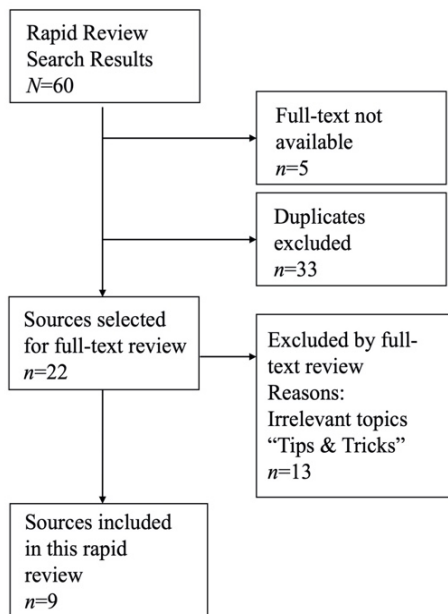 Rapid Review
Search Results
N=60
Full-text not
available
n=5
Duplicates
excluded
n=33
Sources selected
for full-text review
n=22
Excluded by full-
text review
Reasons:
Irrelevant topics
“Tips & Tricks”
n=13
Sources included
in this rapid
review
n=9